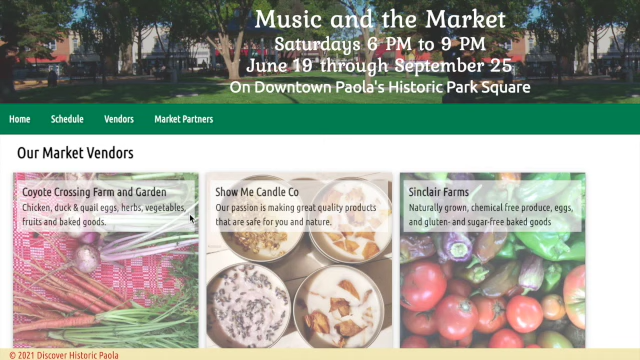 Music and the Market
Saturdays 6 PM to 9 PM
June 19 through September 25
On Downtown Paola's Historic Park Square
Home Schedule Vendors Market Partners
Our Market Vendors
Coyote Crossing Farm and Garden
Chicken, duck & quail eggs, herbs, vegetables,
fruits and baked goods.
Show Me Candle Co
Our passion is making great quality products
that are safe for you and nature.
Sinclair Farms
Naturally grown, chemical free produce, eggs,
and gluten- and sugar-free baked goods
© 2021 Discover Historic Paola